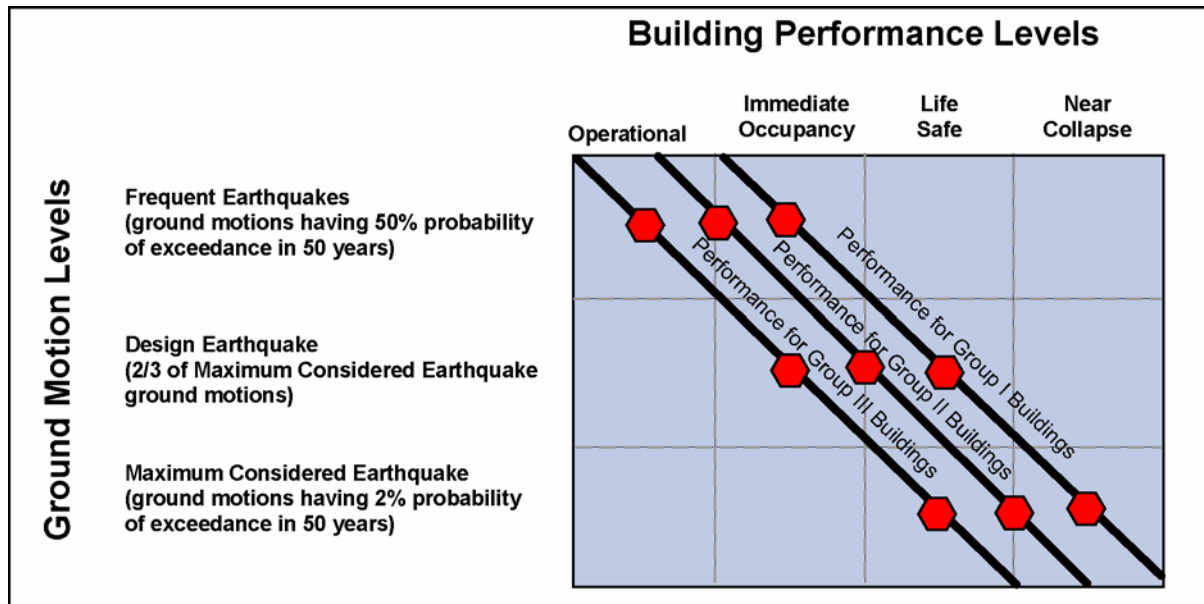 Building Performance Levels
Operational
Immediate
Occupancy
Life
Safe
Near
Collapse
Ground Motion Levels
Frequent Earthquakes
(ground motions having 50% probability
of exceedance in 50 years)
Design Earthquake
(2/3 of Maximum Considered Earthquake
ground motions)
Maximum Considered Earthquake
(ground motions having 2% probability
of exceedance in 50 years)
Performance for Group III Buildings
Performance for Group II Buildings
Performance for Group I Buildings